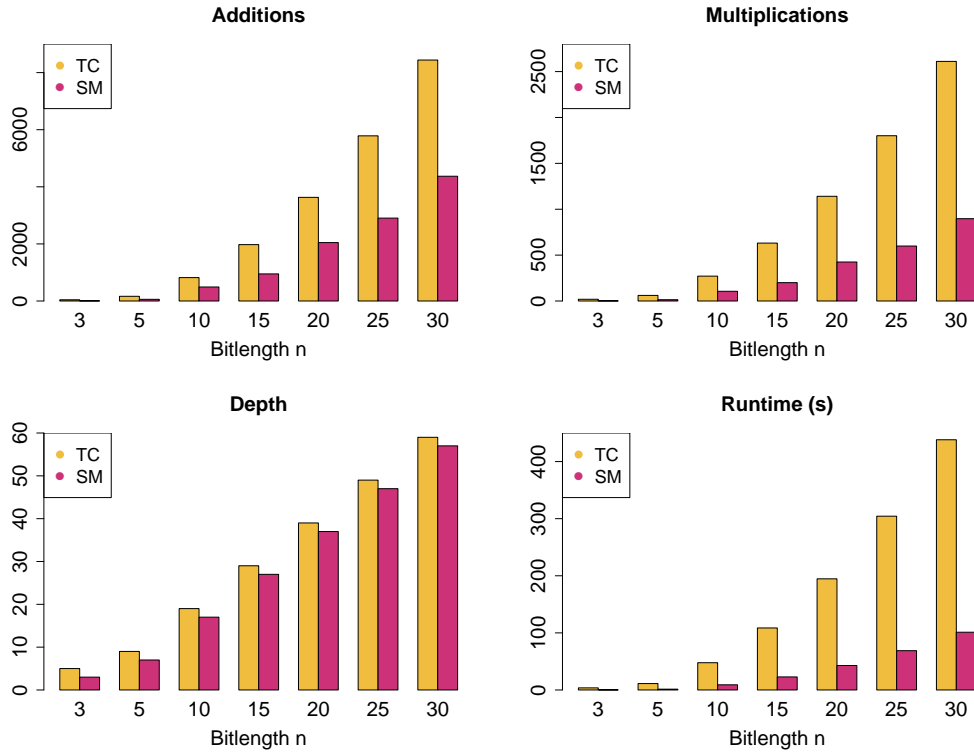 Additions
TC
SM
6000
2000
0
3 5 10 15 20 25 30
Bitlength n
Multiplications
TC
SM
2500
1500
500
0
3 5 10 15 20 25 30
Bitlength n
Depth
TC
SM
60
50
40
30
20
10
0
3 5 10 15 20 25 30
Bitlength n
Runtime (s)
TC
SM
400
300
200
100
0
3 5 10 15 20 25 30
Bitlength n